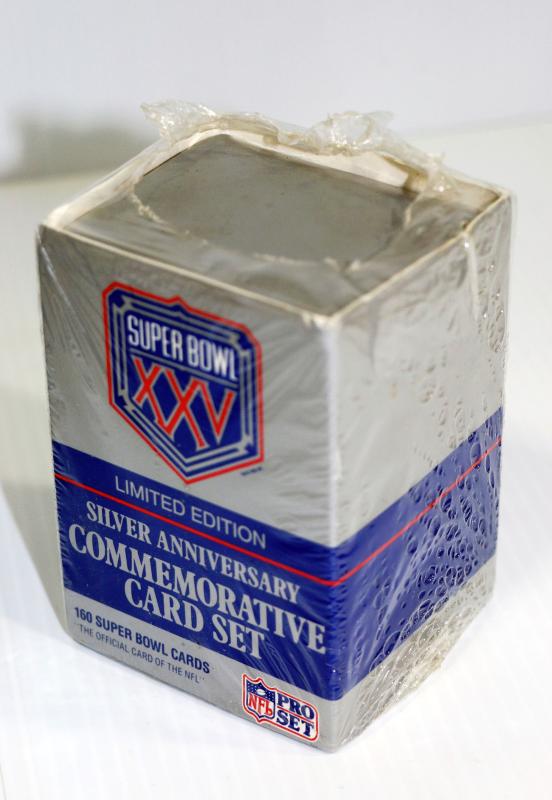 SUPER BOWL
XXV
LIMITED EDITION
SILVER ANNIVERSARY
COMMEMORATIVE
CARD SET
160 SUPER BOWL CARDS
"THE OFFICIAL CARD OF THE NFL"
NFL PRO
SET